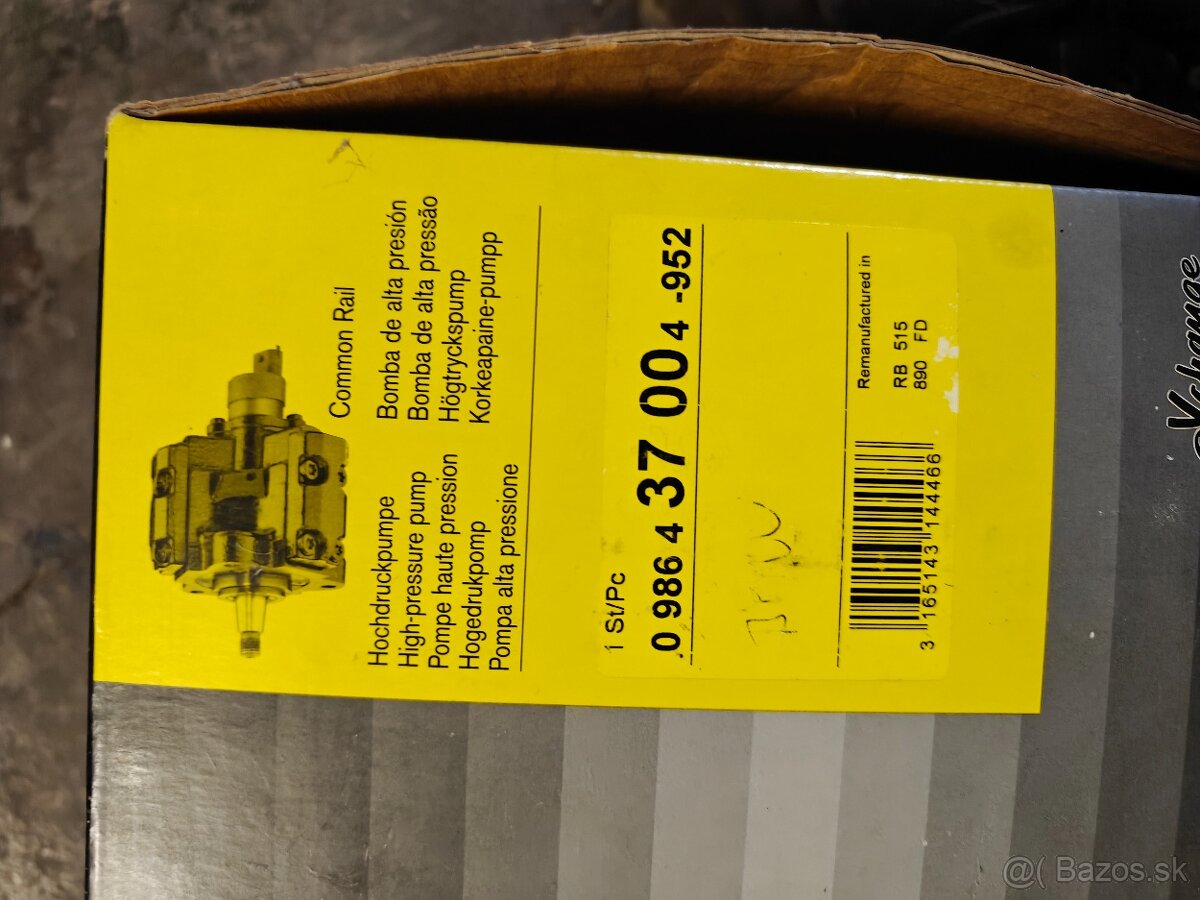 Common Rail
Hochdruckpumpe
High-pressure pump
Pompe haute pression
Hogedrukpomp
Pompa alta pressione
Bomba de alta presión
Bomba de alta pressão
Högtryckspump
Korkeapaine-pumpp
1 St/Pc
0 986 4 37 00 4 -952
Remanufactured in
RB 515
890 FD
3 165143 144466
eXchange
@( Bazos.sk